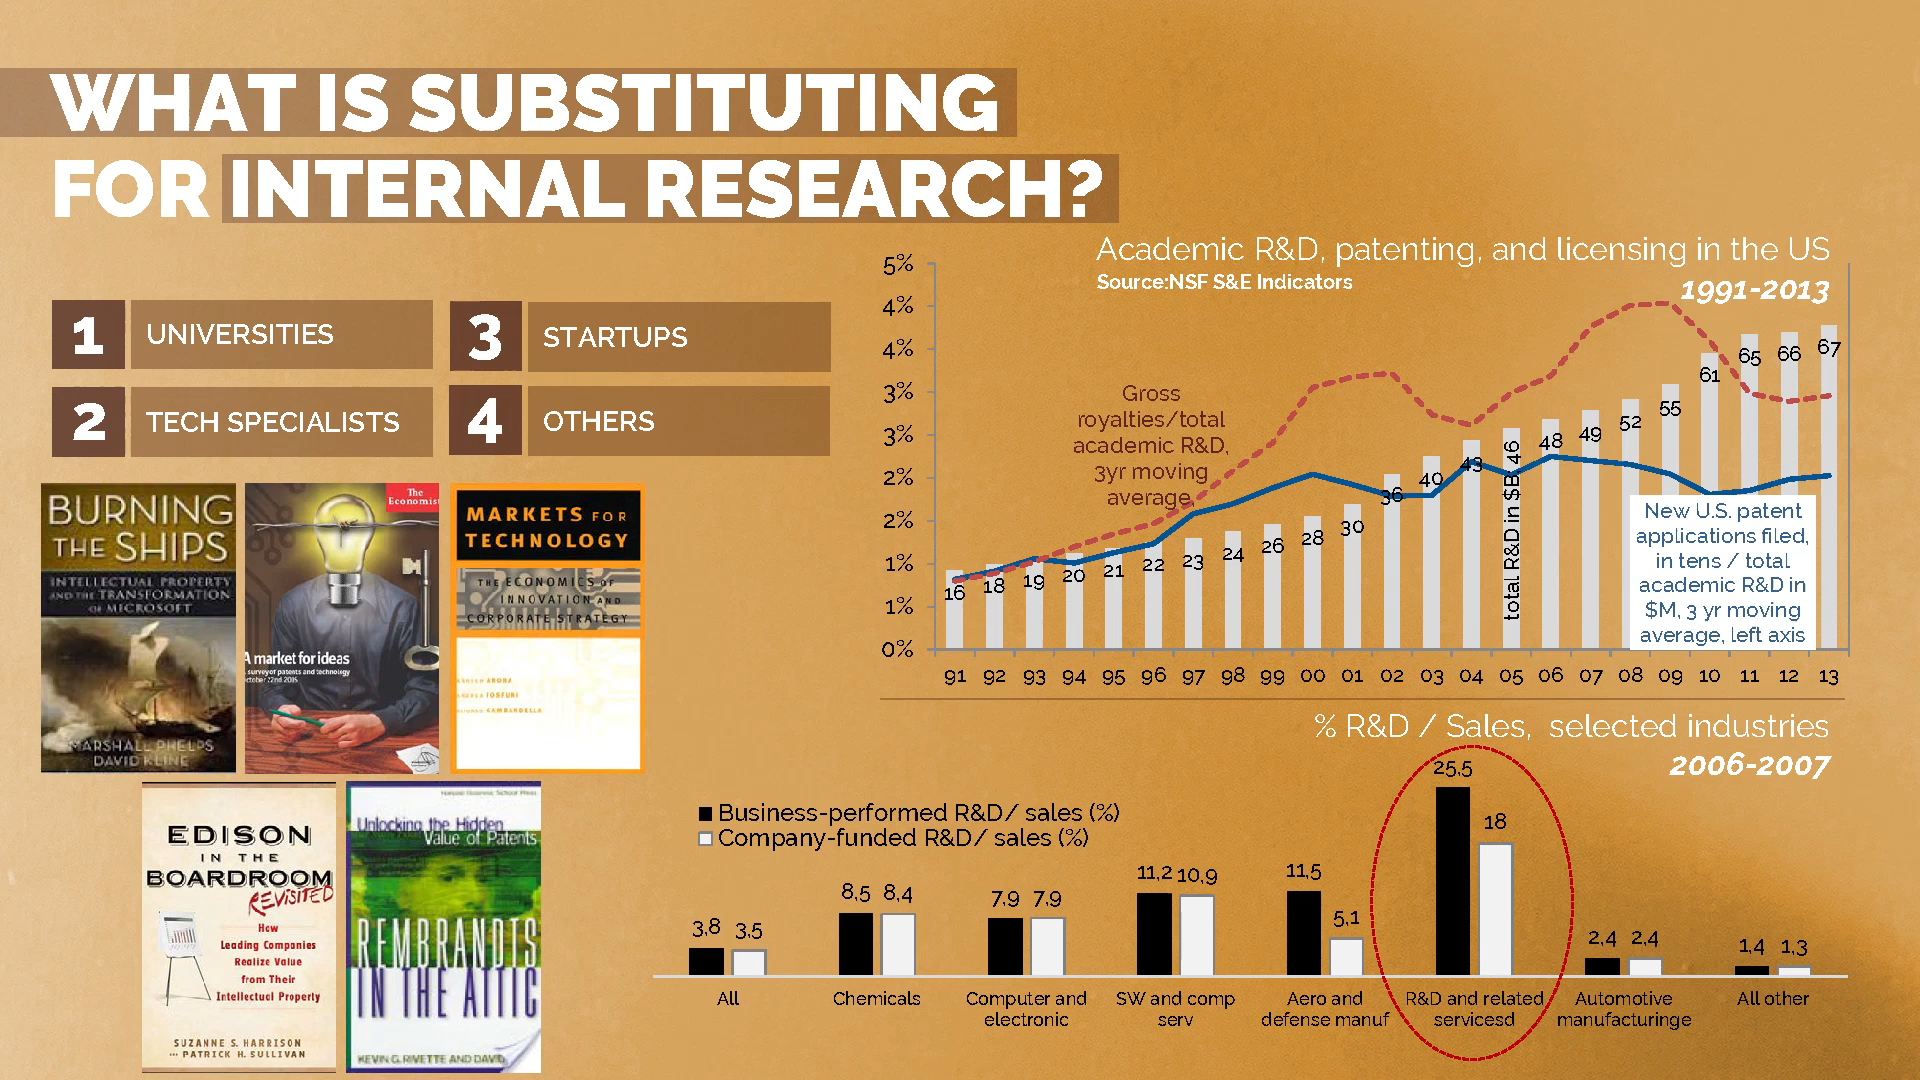 WHAT IS SUBSTITUTING
FOR INTERNAL RESEARCH?
1 UNIVERSITIES
2 TECH SPECIALISTS
3 STARTUPS
4 OTHERS
BURNING
THE SHIPS
INTELLECTUAL PROPERTY
AND THE TRANSFORMATION
OF MICROSOFT
MARSHALL PHELPS
DAVID KLINE
The
Economist
A market for ideas
survey of patents and technology
MARKETS FOR
TECHNOLOGY
THE ECONOMICS OF
INNOVATION AND
CORPORATE STRATEGY
ARORA
FOSFURI
GAMBARDELLA
EDISON
IN THE
BOARDROOM
REVISITED
How
Leading Companies
Realize Value
from Their
Intellectual Property
SUZANNE S. HARRISON
PATRICK H. SULLIVAN
Harvard Business School Press
Unlocking the Hidden
Value of Patents
REMBRANDTS
IN THE ATTIC
KEVIN G. RIVETTE AND DAVID
Academic R&D, patenting, and licensing in the US
Source:NSF S&E Indicators
1991-2013
5%
4%
4%
3%
3%
2%
2%
1%
1%
0%
Gross
royalties/total
academic R&D,
3yr moving
average,
16 18 19 20 21 22 23 24 26 28 30 36 40 43 46 48 49 52 55 61 65 66 67
total R&D in $B
New U.S. patent
applications filed,
in tens / total
academic R&D in
$M, 3 yr moving
average, left axis
91 92 93 94 95 96 97 98 99 00 01 02 03 04 05 06 07 08 09 10 11 12 13
% R&D / Sales, selected industries
2006-2007
Business-performed R&D/ sales (%)
Company-funded R&D/ sales (%)
3,8 3,5
8,5 8,4
7,9 7,9
11,2 10,9
11,5 5,1
25,5 18
2,4 2,4
1,4 1,3
All
Chemicals
Computer and
electronic
SW and comp
serv
Aero and
defense manuf
R&D and related
servicesd
Automotive
manufacturinge
All other